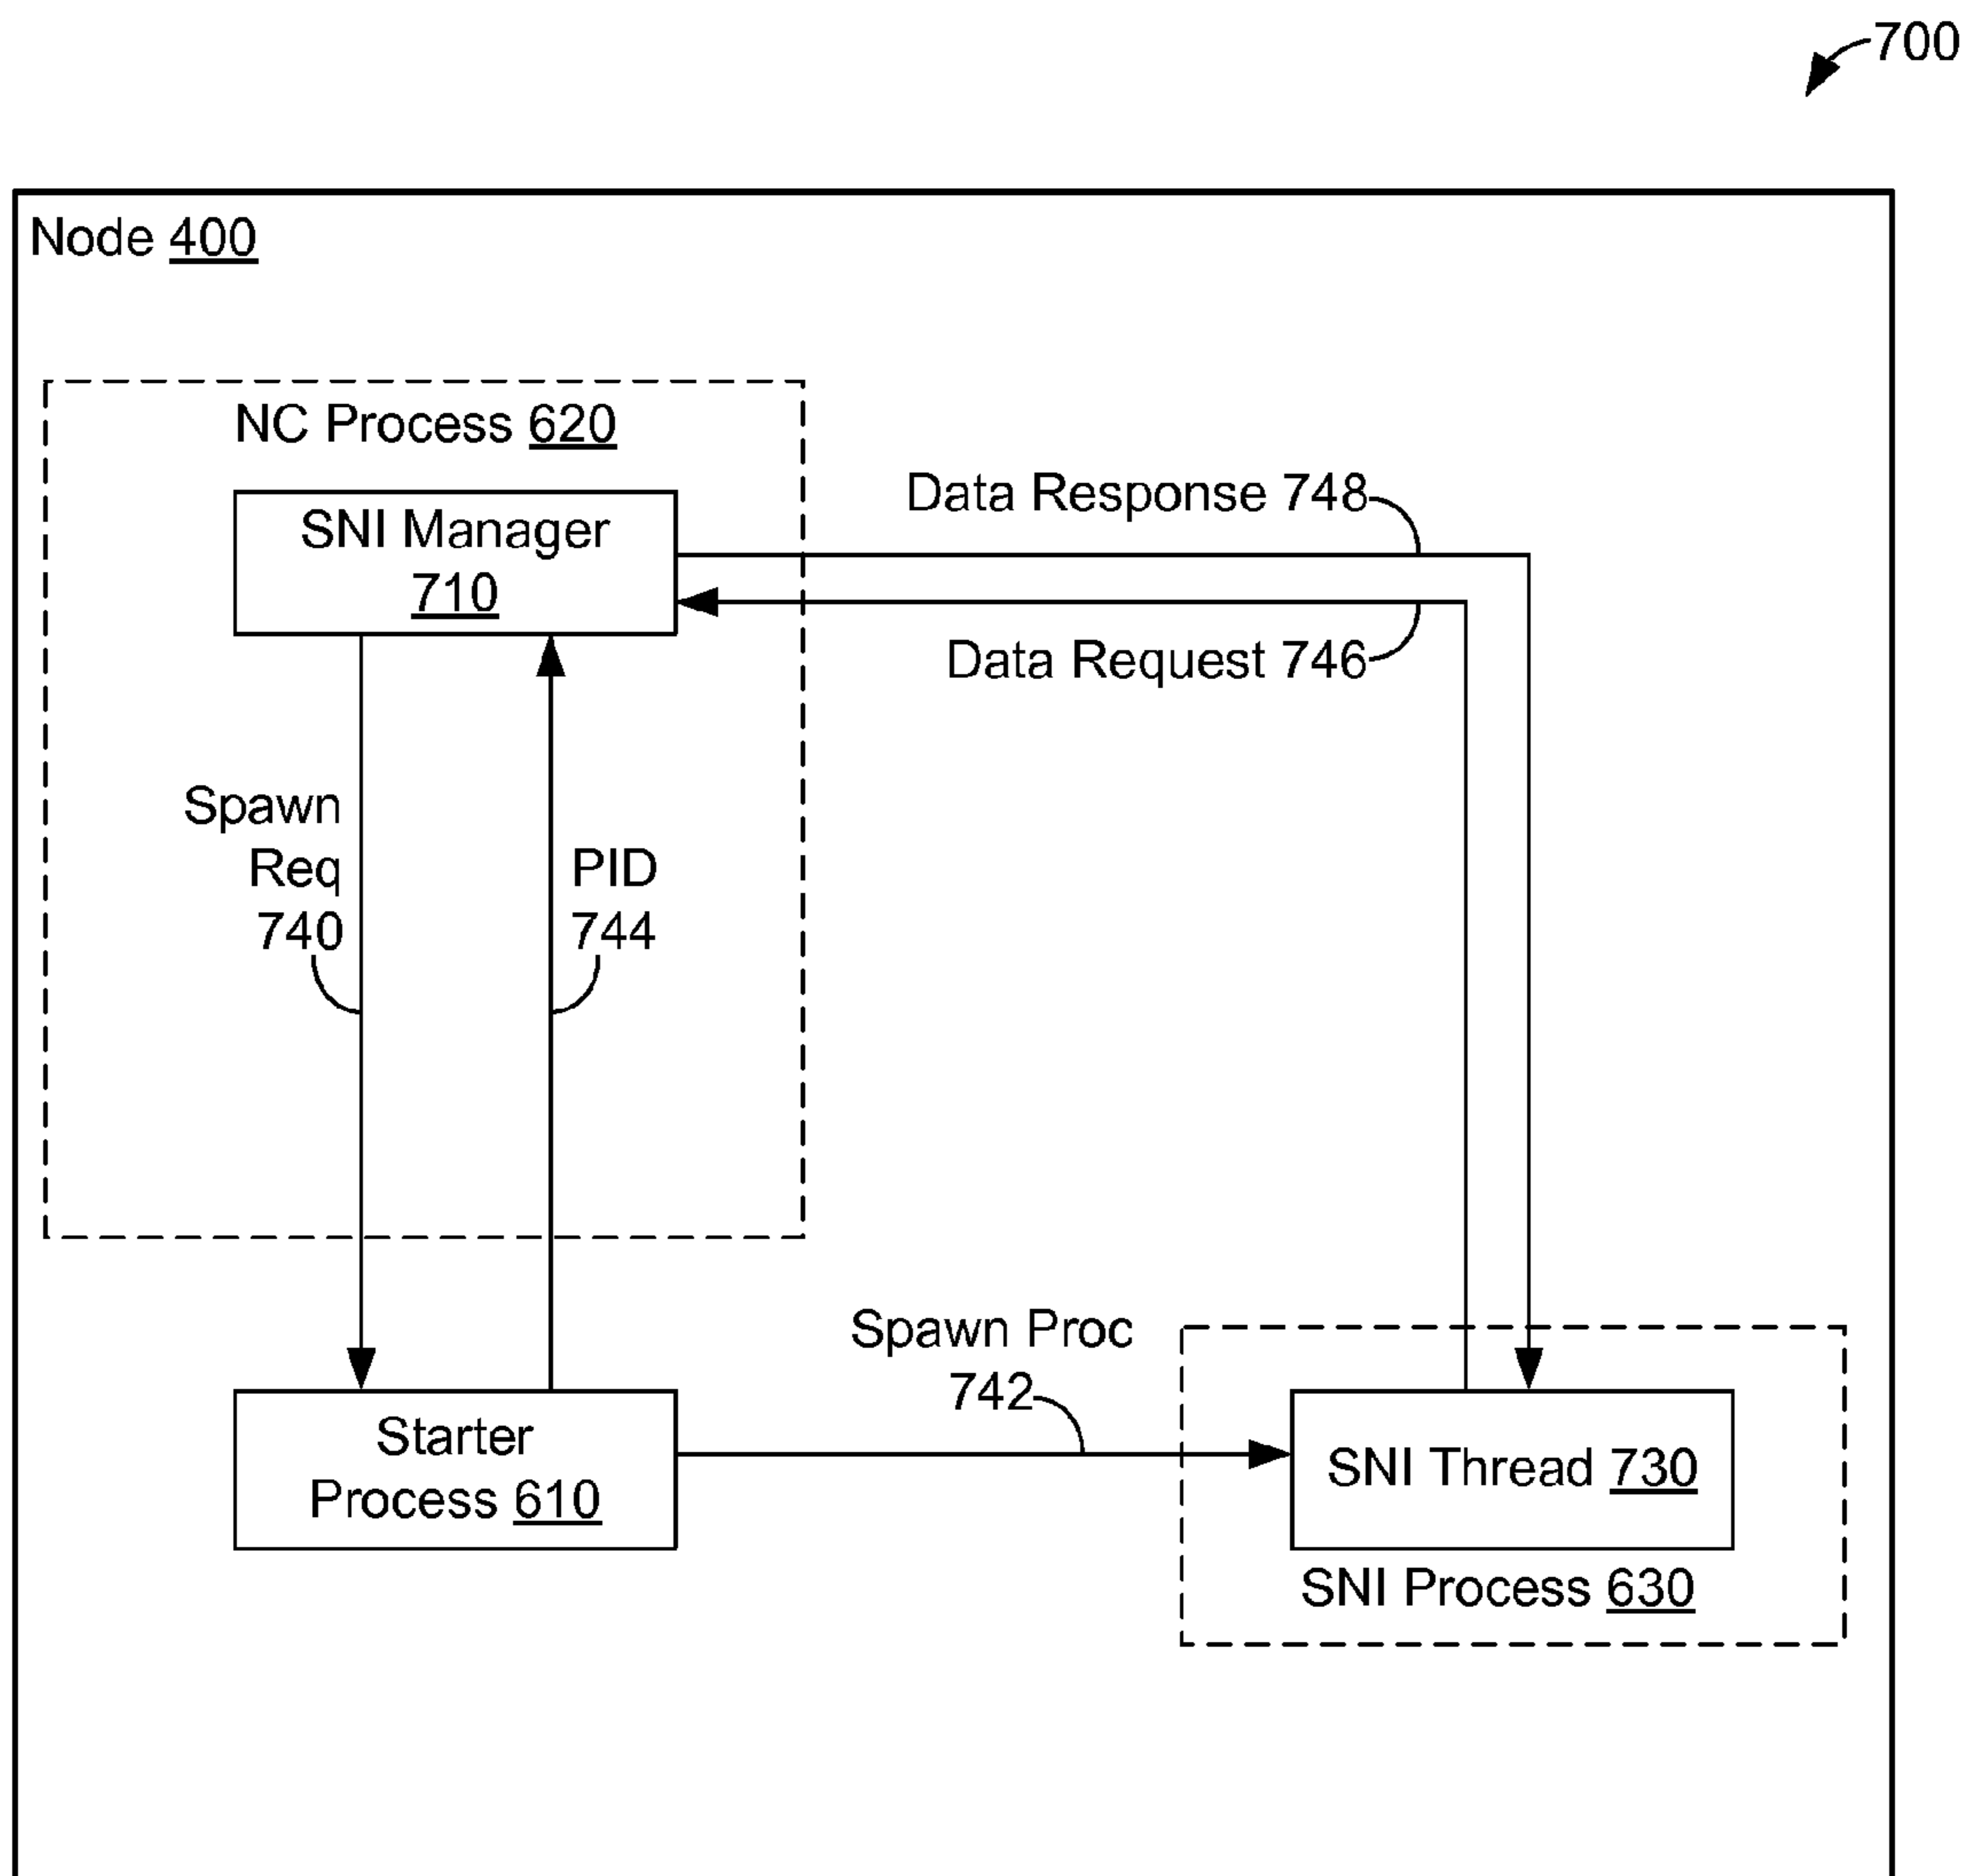 700
Node 400
NC Process 620
SNI Manager
710
Data Response 748
Data Request 746
Spawn
Req
740
PID
744
Spawn Proc
742
Starter
Process 610
SNI Thread 730
SNI Process 630